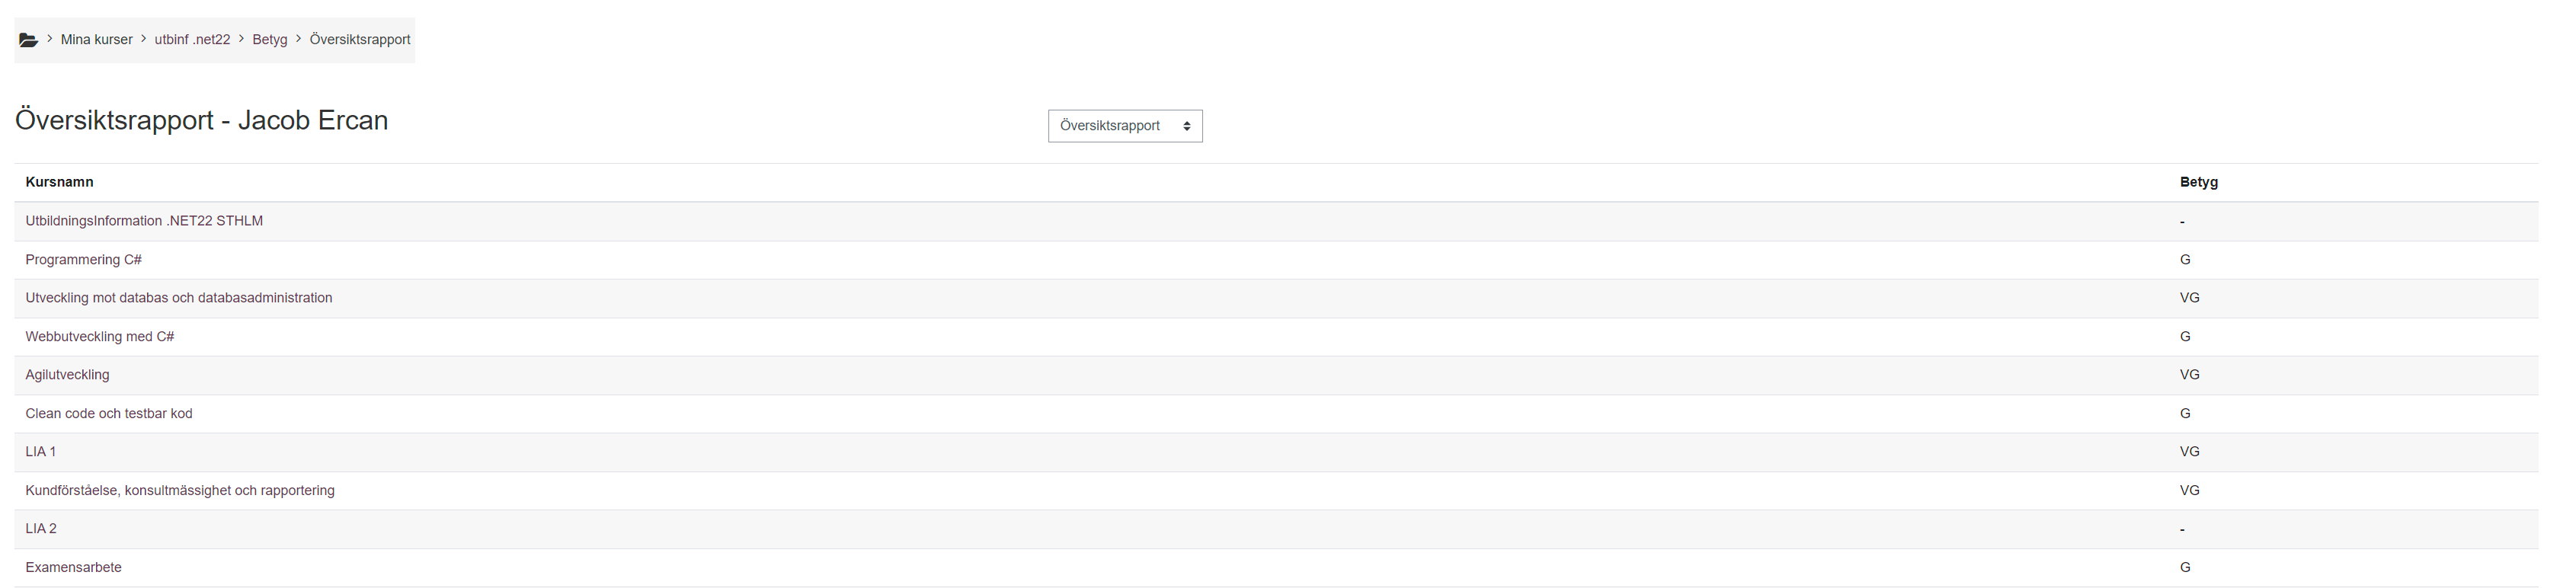 Mina kurser > utbinf .net22 > Betyg > Översiktsrapport
Översiktsrapport - Jacob Ercan
Översiktsrapport
Kursnamn Betyg
UtbildningsInformation .NET22 STHLM -
Programmering C# G
Utveckling mot databas och databasadministration VG
Webbutveckling med C# G
Agilutveckling VG
Clean code och testbar kod G
LIA 1 VG
Kundförståelse, konsultmässighet och rapportering VG
LIA 2 -
Examensarbete G